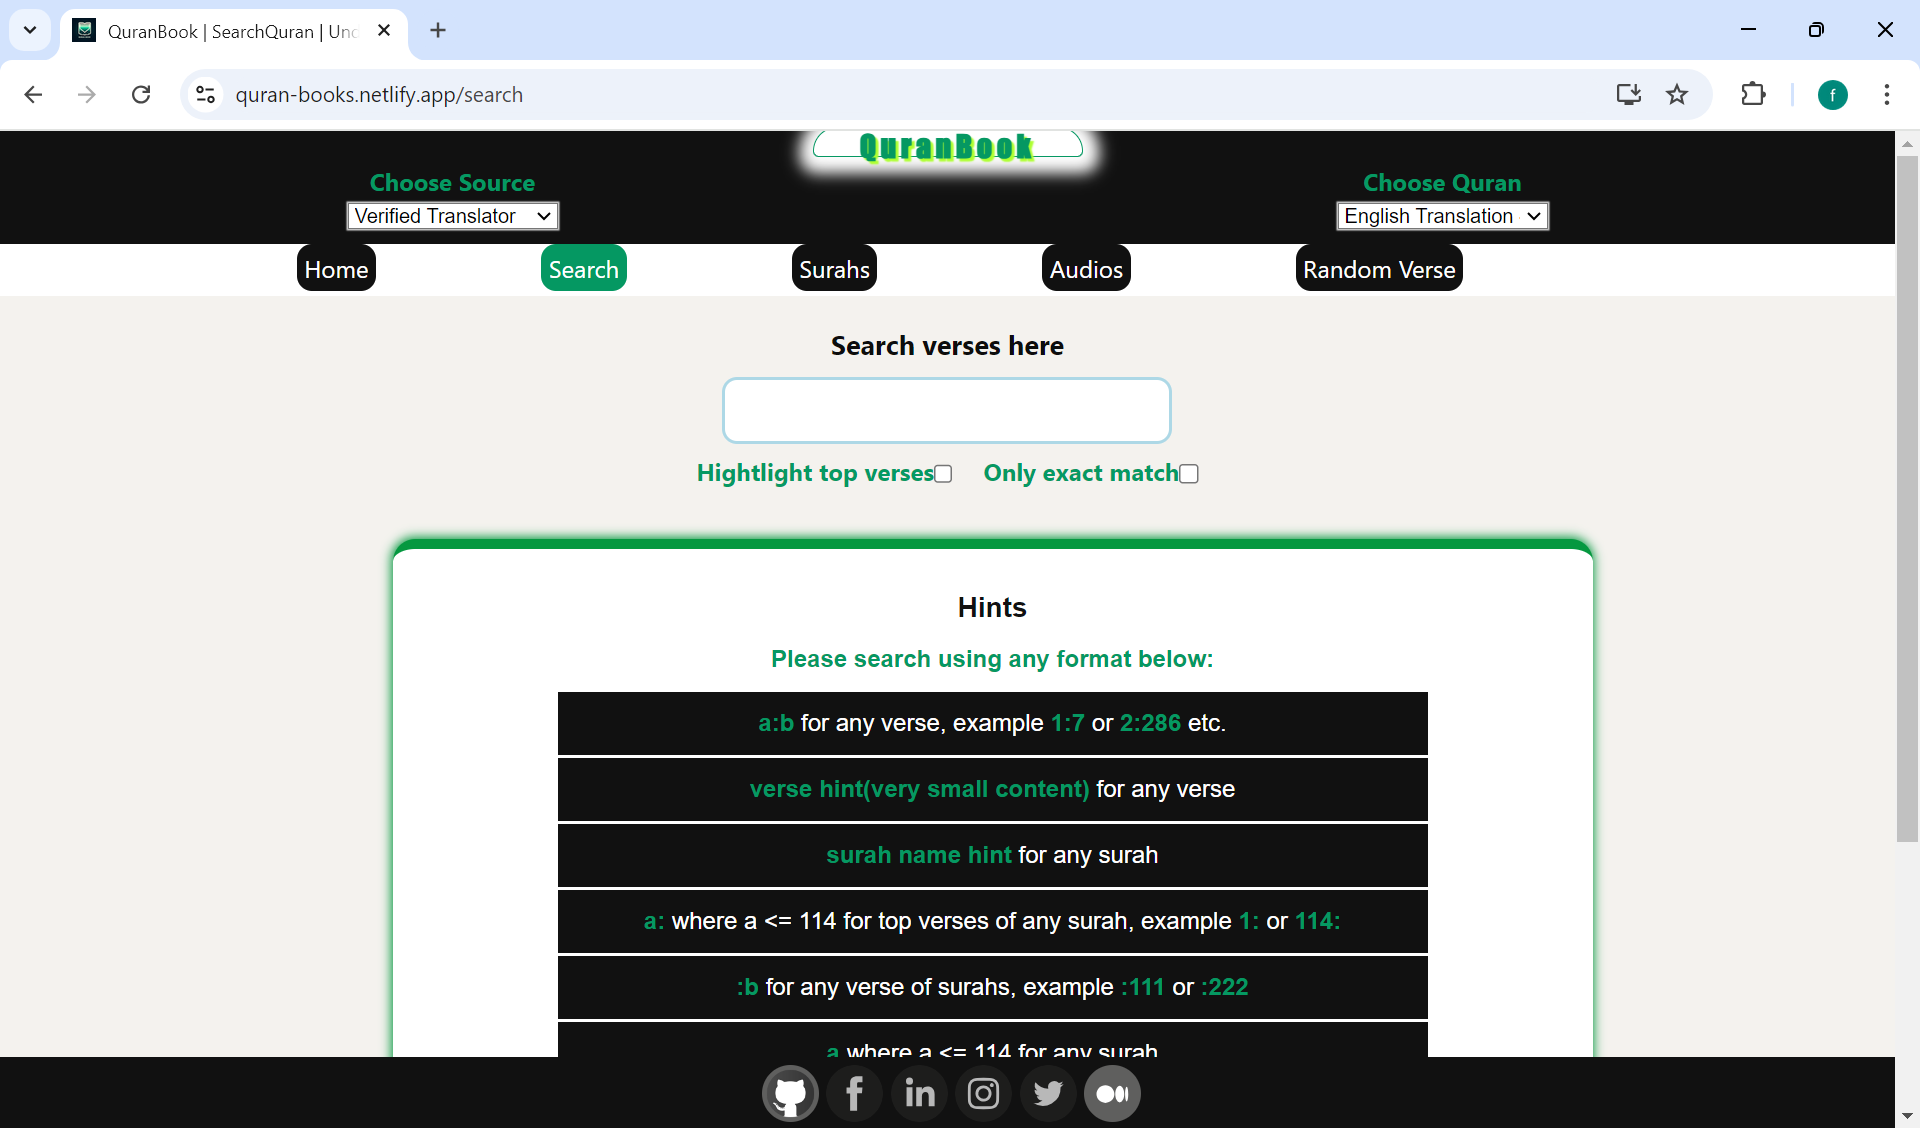 QuranBook | SearchQuran | Unc
quran-books.netlify.app/search
f
QuranBook
Choose Source
Choose Quran
Verified Translator
English Translation
Home
Search
Surahs
Audios
Random Verse
Search verses here
Hightlight top verses
Only exact match
Hints
Please search using any format below:
a:b for any verse, example 1:7 or 2:286 etc.
verse hint(very small content) for any verse
surah name hint for any surah
a: where a <= 114 for top verses of any surah, example 1: or 114:
:b for any verse of surahs, example :111 or :222
a where a <= 114 for any surah